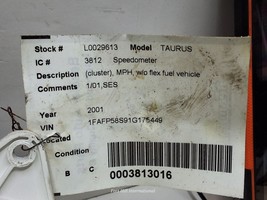 Stock # L0029613 Model TAURUS
IC # 3812 Speedometer
Description (cluster), MPH, w/o flex fuel vehicle
Comments 1/01,SES
Year 2001
VIN 1FAFP58S91G175449
Located
Condition
B C
0003813016